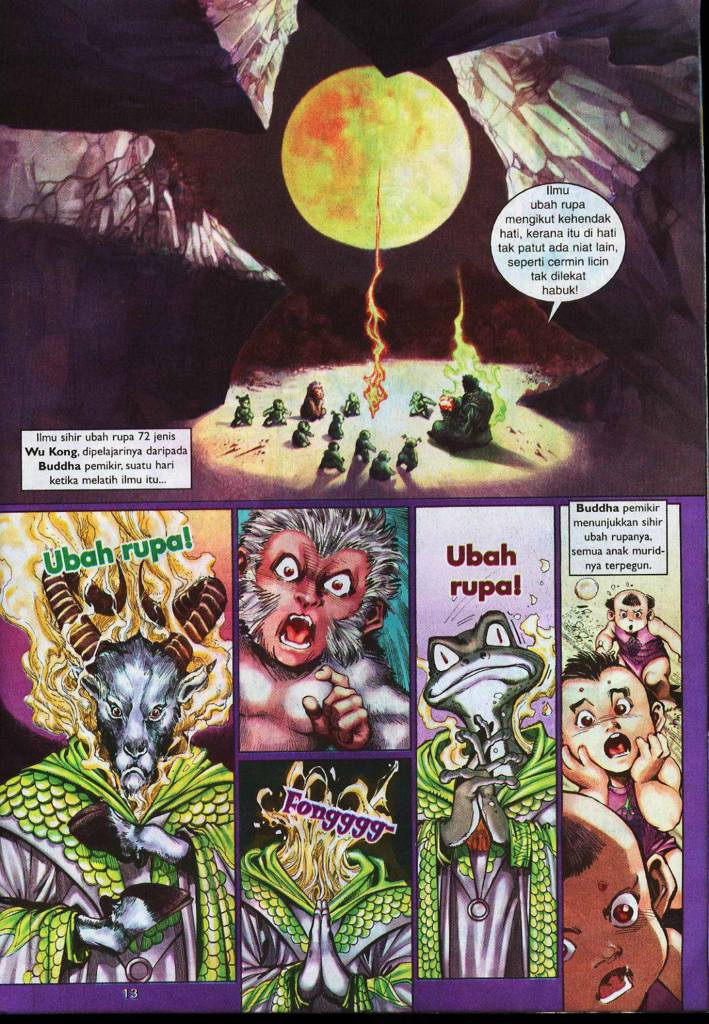 Ilmu
ubah rupa
mengikut kehendak
hati, kerana itu di hati
tak patut ada niat lain,
seperti cermin licin
tak dilekat
habuk!
Ilmu sihir ubah rupa 72 jenis
Wu Kong, dipelajarinya daripada
Buddha pemikir, suatu hari
ketika melatih ilmu itu...
Ubah rupa!
Fongggg
Ubah
rupa!
Buddha pemikir
menunjukkan sihir
ubah rupanya,
semua anak murid-
nya terpegun.
13